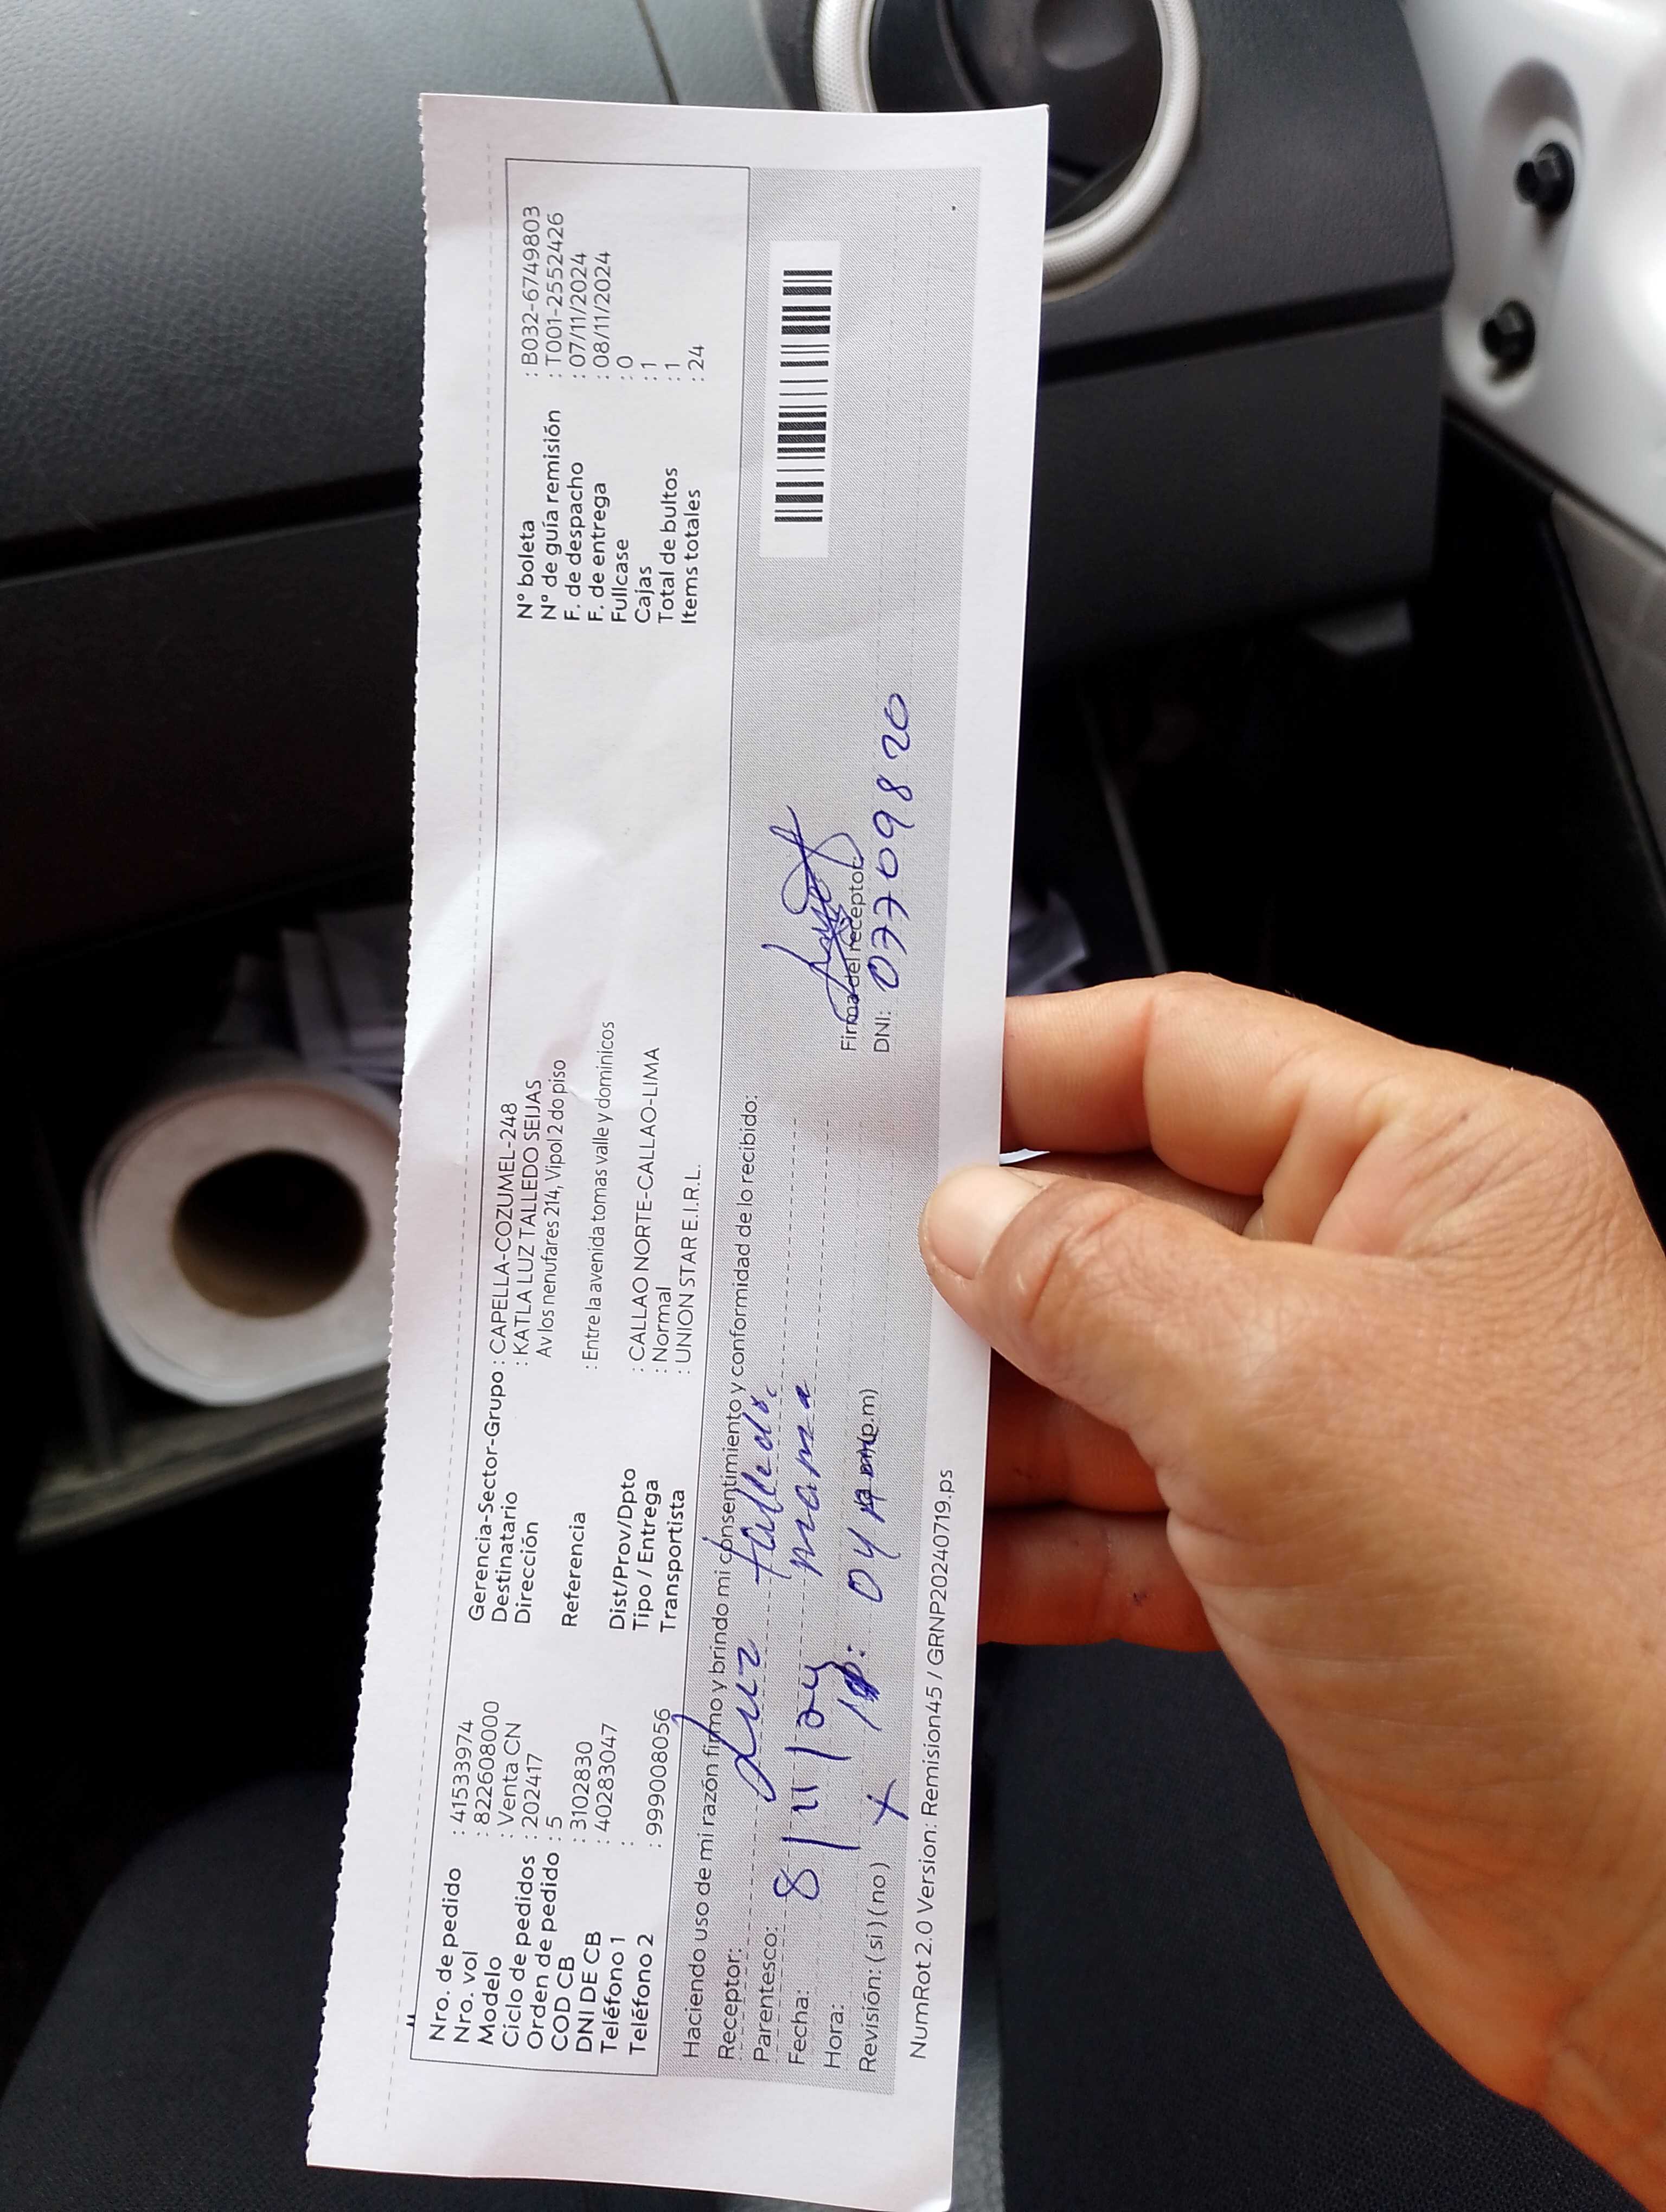 Nro. de pedido : 41533974
Nro. vol : 822608000
Modelo : Venta CN
Ciclo de pedidos : 202417
Orden de pedido : 5
COD CB : 3102830
DNI DE CB : 40283047
Teléfono 1 :
Teléfono 2 : 999008056
Gerencia-Sector-Grupo : CAPELLA-COZUMEL-248
Destinatario : KATLA LUZ TALLEDO SEIJAS
Dirección Av los nenufares 214, Vipol 2 do piso
Referencia : Entre la avenida tomas valle y dominicos
Dist/Prov/Dpto : CALLAO NORTE-CALLAO-LIMA
Tipo / Entrega : Normal
Transportista : UNION STAR E.I.R.L.
N° boleta : B032-6749803
N° de guía remisión : T001-2552426
F. de despacho : 07/11/2024
F. de entrega : 08/11/2024
Fullcase : 0
Cajas : 1
Total de bultos : 1
Items totales : 24
Haciendo uso de mi razón firmo y brindo mi consentimiento y conformidad de lo recibido:
Receptor: Luz Talledo
Parentesco: mama
Fecha: 8/11/24
Hora: 04 p.m)
Revisión: (si) (no) X
Firma del receptor:
DNI: 07709820
NumRot 2.0 Version: Remision45 / GRNP20240719.ps